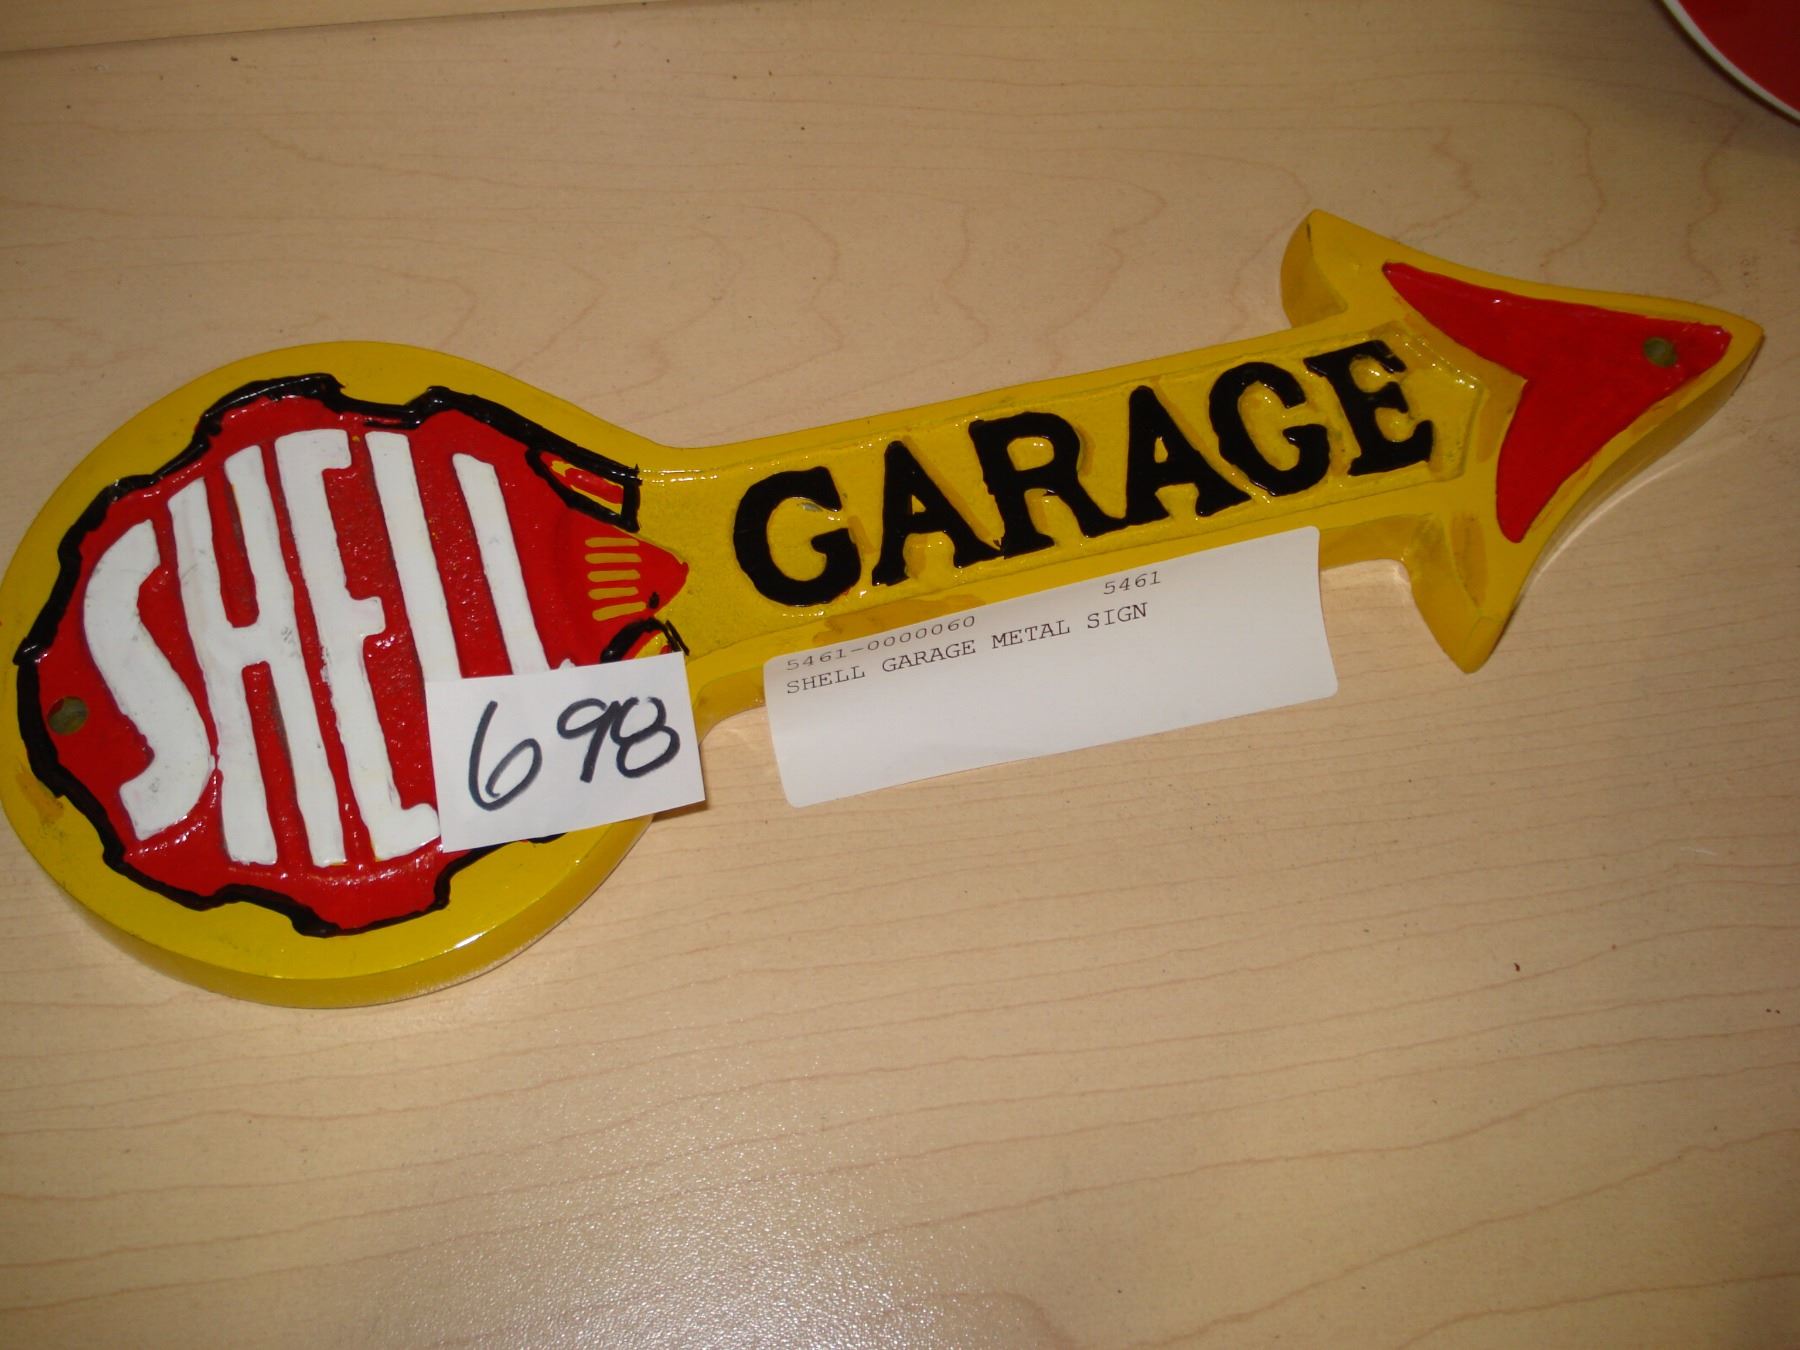 SHELL
GARAGE
698
5461-0000060 5461
SHELL GARAGE METAL SIGN